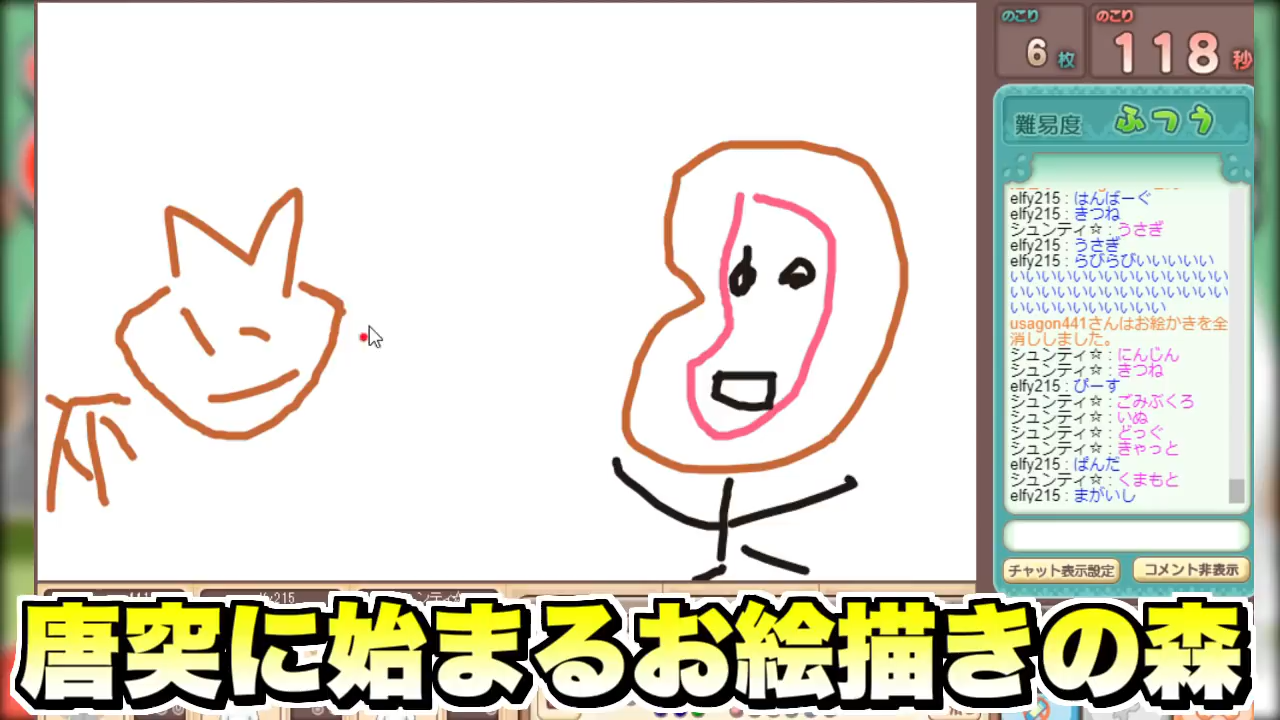 のこり
6枚
のこり
118秒
難易度 ふつう
elfy215 : はんばーぐ
elfy215 : きつね
シュンティ☆ : うさぎ
elfy215 : うさぎ
elfy215 : らびらびいいいいい
いいいいいいいいいいいいいい
いいいいいいいいいいいいいい
いいいいいいいいいい
usagon441さんはお絵かきを全
消ししました。
シュンティ☆ : にんじん
シュンティ☆ : きつね
elfy215 : ぴーす
シュンティ☆ : ごみぶくろ
シュンティ☆ : いぬ
シュンティ☆ : どっぐ
シュンティ☆ : きゃっと
elfy215 : ぱんだ
シュンティ☆ : くまもと
elfy215 : まがいし
チャット表示設定
コメント非表示
唐突に始まるお絵描きの森